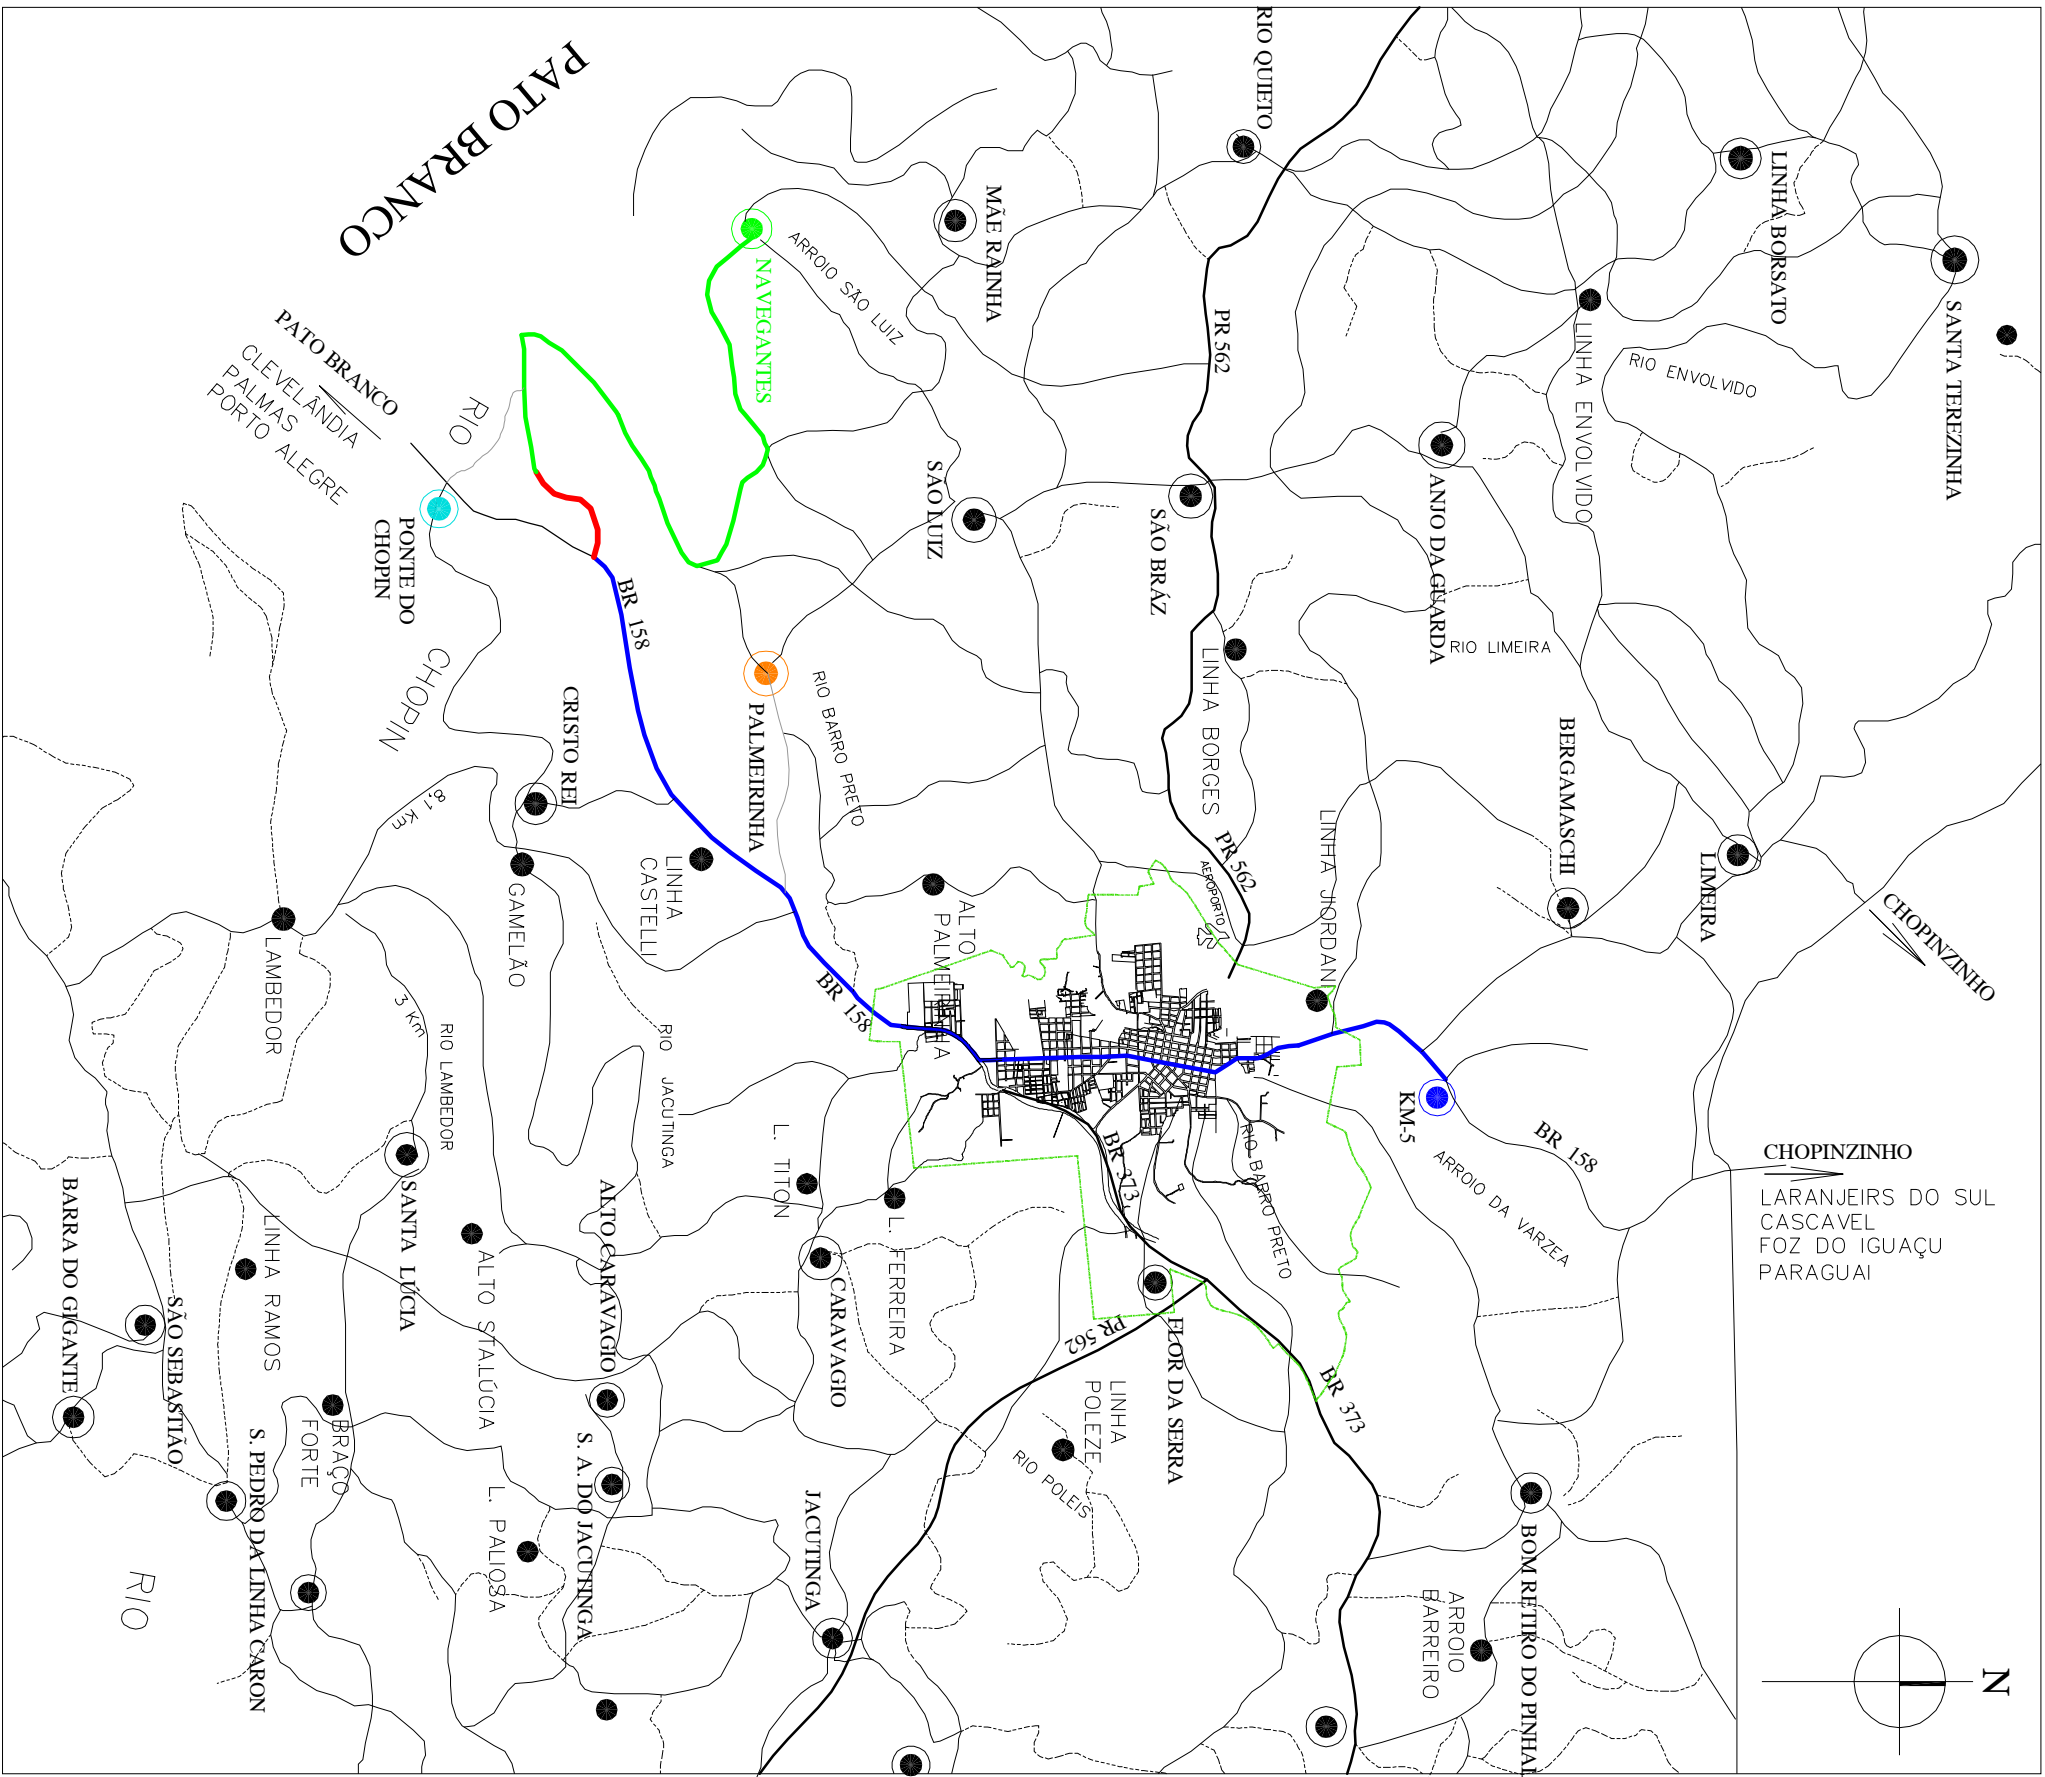 RIO QUIETO
LINHA BORSATO
SANTA TEREZINHA
PATO BRANCO
MÃE RAINHA
NAVEGANTES
ARROIO SÃO LUIZ
PR 562
LINHA ENVOLVIDO
RIO ENVOLVIDO
PATO BRANCO
CLEVELÂNDIA
PALMAS
PORTO ALEGRE
RIO
SÃO LUIZ
SÃO BRÁZ
ANJO DA GUARDA
PONTE DO
CHOPIN
BR 158
CHOPIN
RIO LIMEIRA
LINHA BORGES
RIO BARRO PRETO
PALMEIRINHA
CRISTO REI
BERGAMASCHI
LIMEIRA
8,1 KM
LINHA
CASTELLI
GAMELÃO
PR 562
AEROPORTO
LINHA JIORDANI
CHOPINZINHO
ALTO
PALMEIRINHA
LAMBEDOR
BR 158
3 Km
RIO LAMBEDOR
RIO JACUTINGA
KM-5
BR 158
ARROIO DA VARZEA
CHOPINZINHO
LARANJEIRS DO SUL
CASCAVEL
FOZ DO IGUAÇU
PARAGUAI
BR 373
RIO BARRO PRETO
L. TITON
L. FERREIRA
CARAVAGIO
ALTO CARAVAGIO
SANTA LÚCIA
ALTO STA.LÚCIA
LINHA RAMOS
BARRA DO GIGANTE
SÃO SEBASTIÃO
FLOR DA SERRA
PR 562
BR 373
LINHA
POLEZE
RIO POLEIS
BRAÇO
FORTE
S. PEDRO DA LINHA CARON
L. PALIOSA
S. A. DO JACUTINGA
JACUTINGA
BOM RETIRO DO PINHAL
ARROIO
BARREIRO
RIO
N